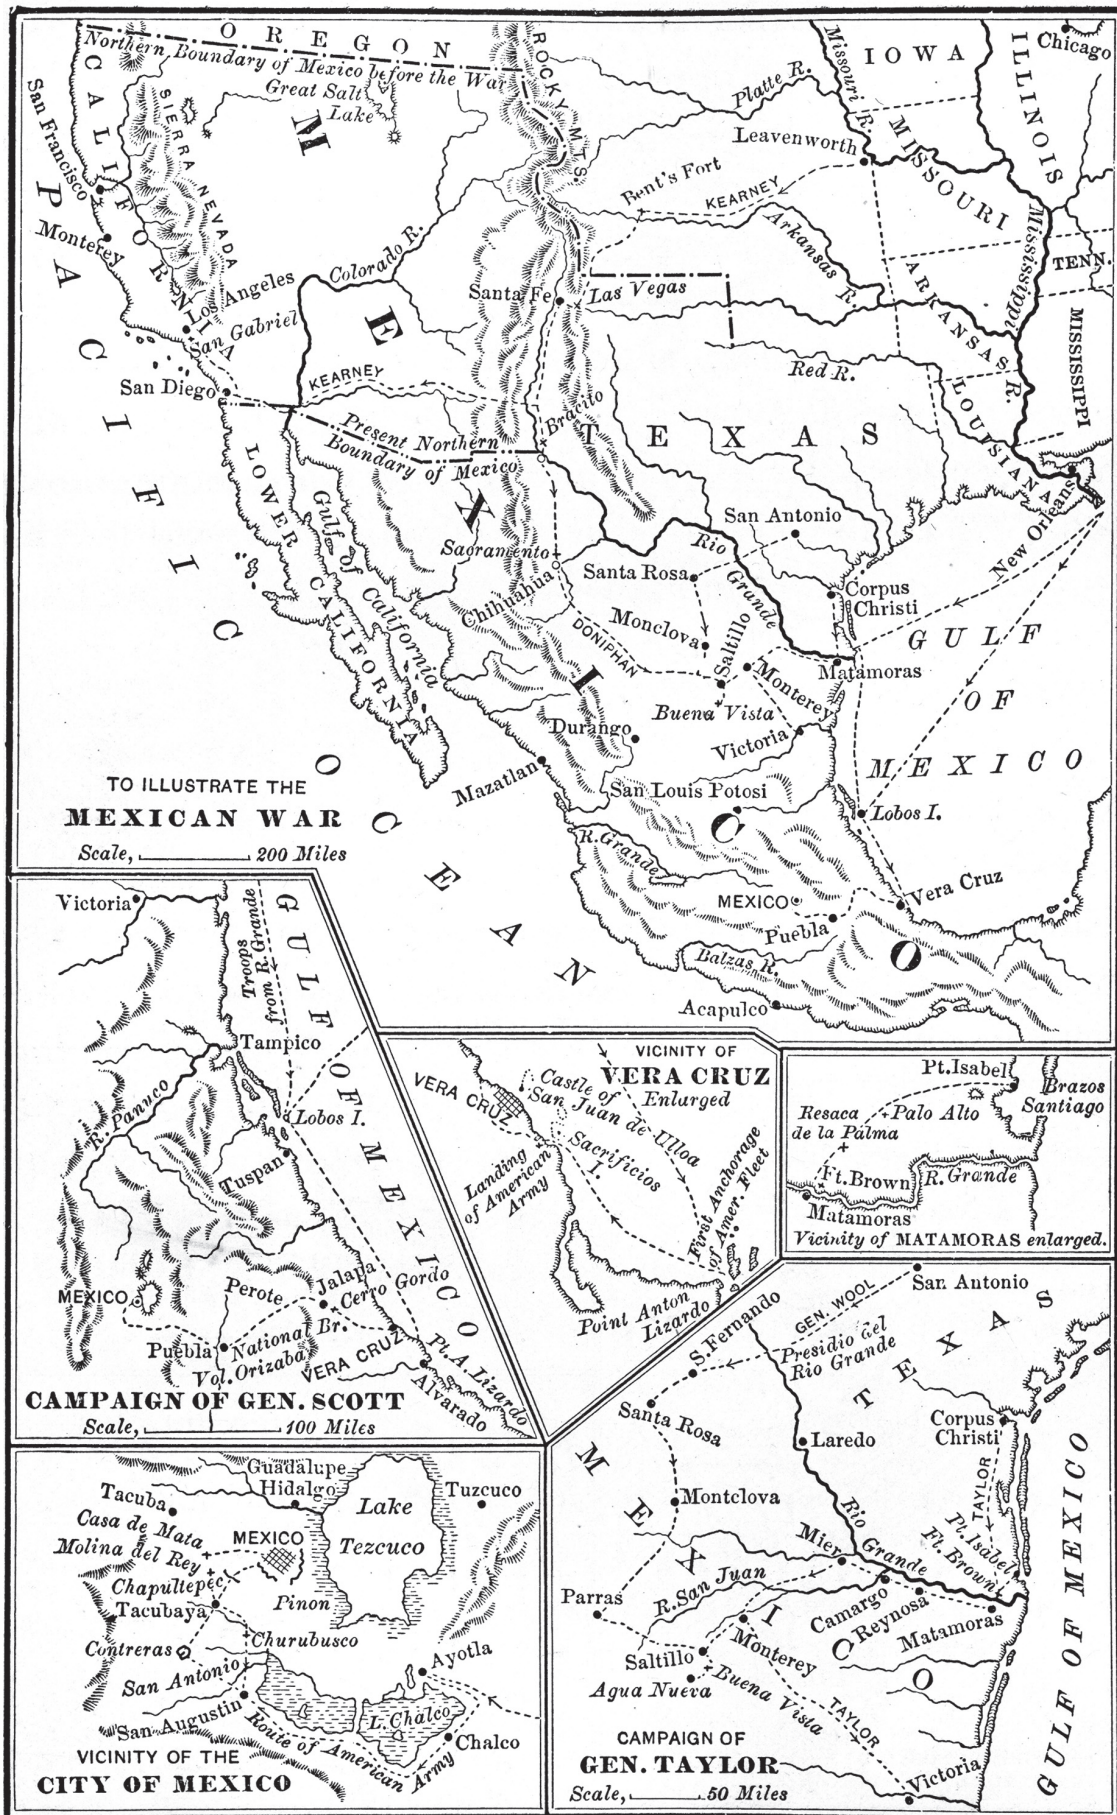 OREGON
Northern Boundary of Mexico before the War
Great Salt
Lake
CALIFORNIA
SIERRA NEVADA
ROCKY MTS.
San Francisco
Monterey
Los Angeles
San Gabriel
San Diego
Colorado R.
Platte R.
Missouri R.
IOWA
ILLINOIS
Chicago
Leavenworth
MISSOURI
Bent's Fort
KEARNEY
Arkansas
R.
Mississippi
R.
TENN.
ARKANSAS
MISSISSIPPI
Santa Fe
Las Vegas
Red R.
LOUISIANA
New Orleans
KEARNEY
Bracito
Present Northern
Boundary of Mexico
TEXAS
MEXICO
PACIFIC OCEAN
LOWER CALIFORNIA
Gulf of California
Sacramento
Chihuahua
San Antonio
Rio Grande
Santa Rosa
Corpus
Christi
Monclova
Saltillo
DONIPHAN
Monterey
Matamoras
Buena Vista
Victoria
Durango
Mazatlan
San Louis Potosi
GULF
OF
MEXICO
Lobos I.
R. Grande
MEXICO
Puebla
Vera Cruz
Balzas R.
Acapulco
TO ILLUSTRATE THE
MEXICAN WAR
Scale, 200 Miles
Victoria
Troops
from R. Grande
GULF OF MEXICO
Tampico
R. Panuco
Lobos I.
Tuspan
MEXICO
Perote
Jalapa
Cerro Gordo
Puebla
National Br.
Vol. Orizaba
VERA CRUZ
Pt. A. Lizardo
Alvarado
CAMPAIGN OF GEN. SCOTT
Scale, 100 Miles
VICINITY OF
VERA CRUZ
Enlarged
VERA CRUZ
Castle of
San Juan de Ulloa
Sacrificios
I.
Landing
of American
Army
First Anchorage
of Amer. Fleet
Point Anton
Lizardo
Pt. Isabel
Brazos
Santiago
Resaca
de la Palma
Palo Alto
Ft. Brown
R. Grande
Matamoras
Vicinity of MATAMORAS enlarged.
Guadalupe
Hidalgo
Lake
Tezcuco
Tuzcuco
Tacuba
Casa de Mata
Molina del Rey
MEXICO
Chapultepec
Tacubaya
Pinon
Contreras
Churubusco
San Antonio
Ayotla
San Augustin
L. Chalco
Chalco
Route of American Army
VICINITY OF THE
CITY OF MEXICO
San Antonio
GEN. WOOL
S. Fernando
Presidio del
Rio Grande
TEXAS
Santa Rosa
Laredo
Corpus
Christi
TAYLOR
MEXICO
Montclova
Rio Grande
Pt. Isabel
Ft. Brown
Mier
R. San Juan
Camargo
Reynosa
Matamoras
Parras
Monterey
Saltillo
Agua Nueva
Buena Vista
TAYLOR
Victoria
GULF OF MEXICO
CAMPAIGN OF
GEN. TAYLOR
Scale, 50 Miles